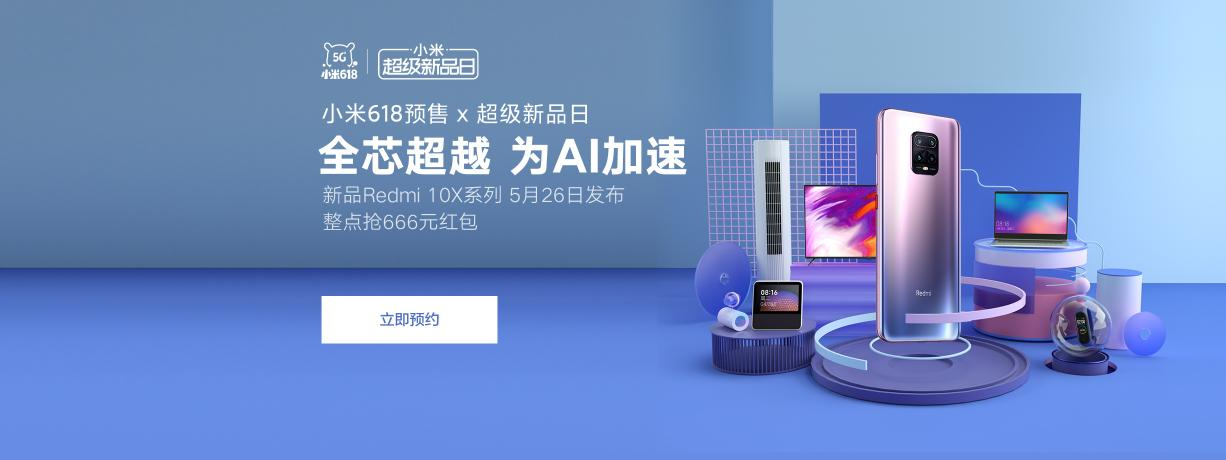 5G
小米618
·小米·
超级新品日
小米618预售 x 超级新品日
全芯超越 为AI加速
新品Redmi 10X系列 5月26日发布
整点抢666元红包
立即预约
Redmi
08:16
08:16